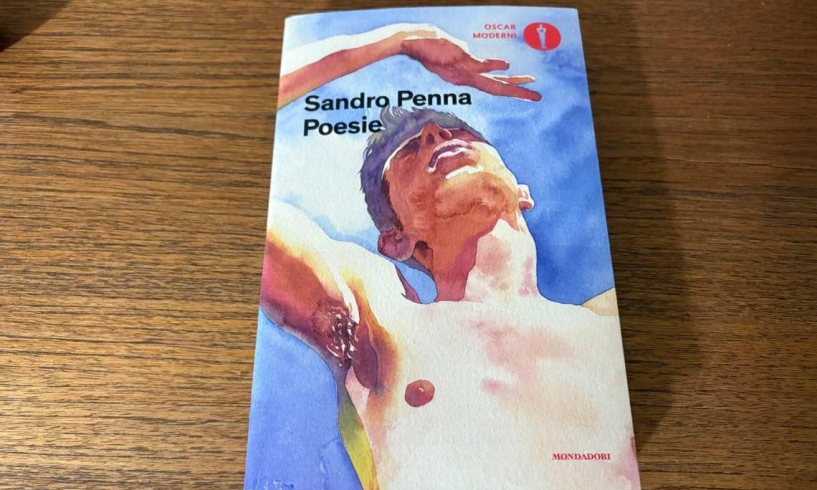 OSCAR
MODERNI
Sandro Penna
Poesie
MONDADORI